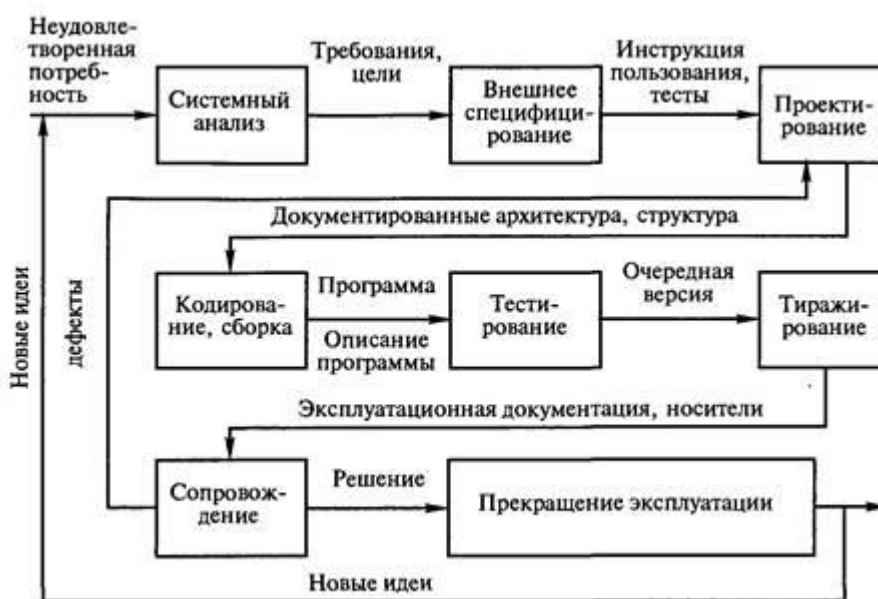 Неудовле-
творенная
потреб-
ность
Системный
анализ
Требования,
цели
Внешнее
специфици-
рование
Инструкция
пользования,
тесты
Проекти-
рование
Документированные архитектура, структура
Кодирова-
ние, сборка
Программа
Описание
программы
Тести-
рование
Очередная
версия
Тиражи-
рование
Эксплуатационная документация, носители
Сопровож-
дение
Решение
Прекращение эксплуатации
Новые идеи
дефекты
Новые идеи